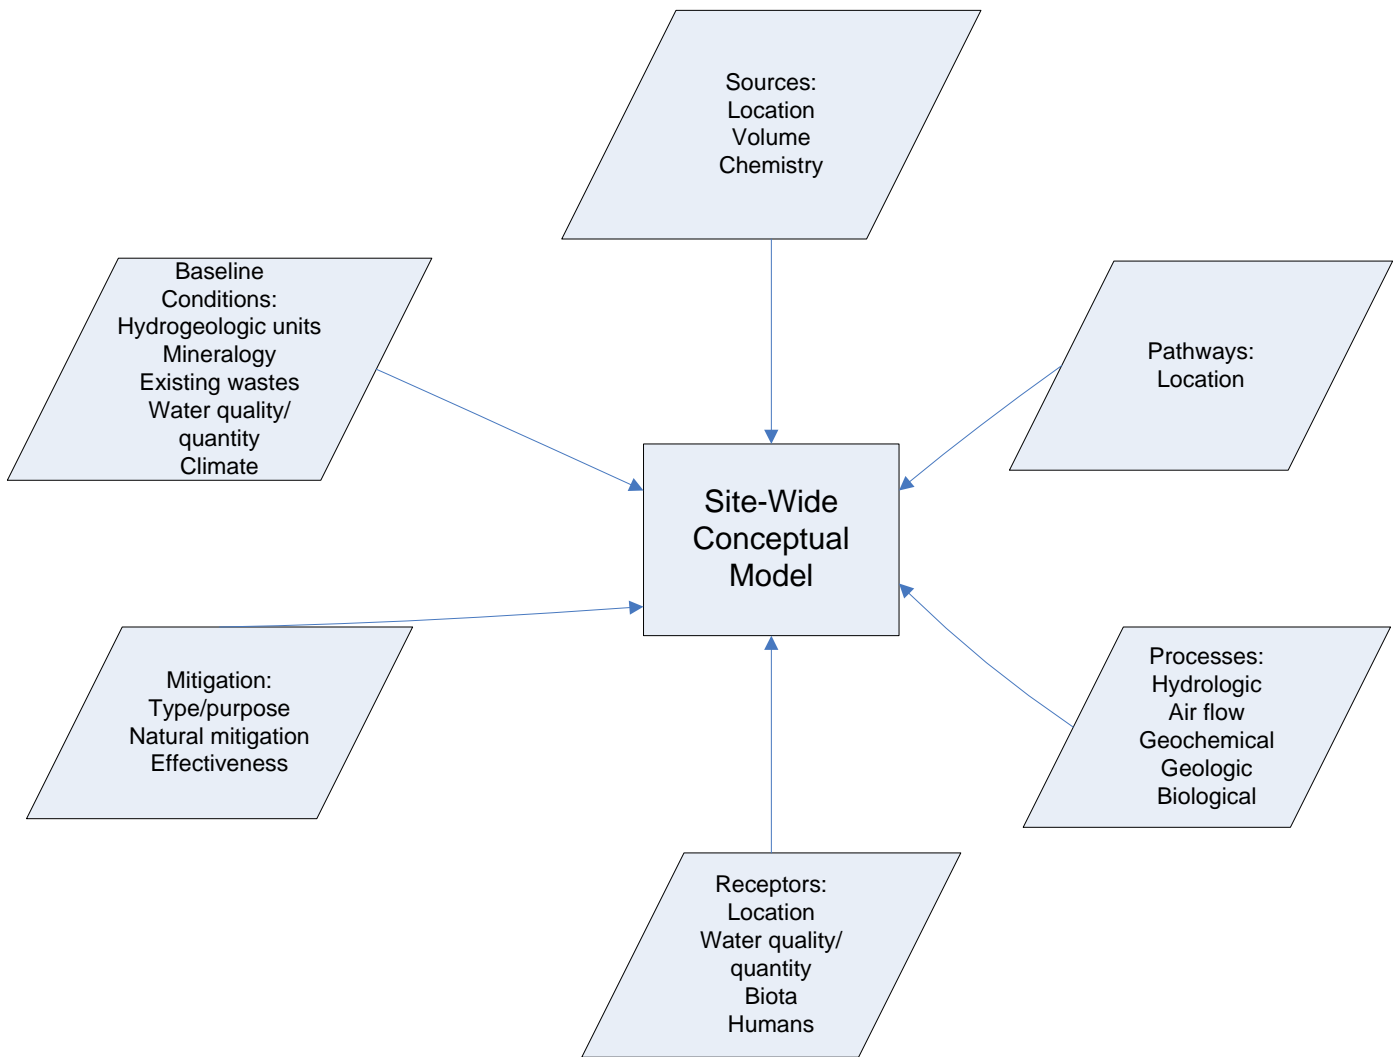 Sources:
Location
Volume
Chemistry
Baseline
Conditions:
Hydrogeologic units
Mineralogy
Existing wastes
Water quality/
quantity
Climate
Pathways:
Location
Site-Wide
Conceptual
Model
Mitigation:
Type/purpose
Natural mitigation
Effectiveness
Processes:
Hydrologic
Air flow
Geochemical
Geologic
Biological
Receptors:
Location
Water quality/
quantity
Biota
Humans